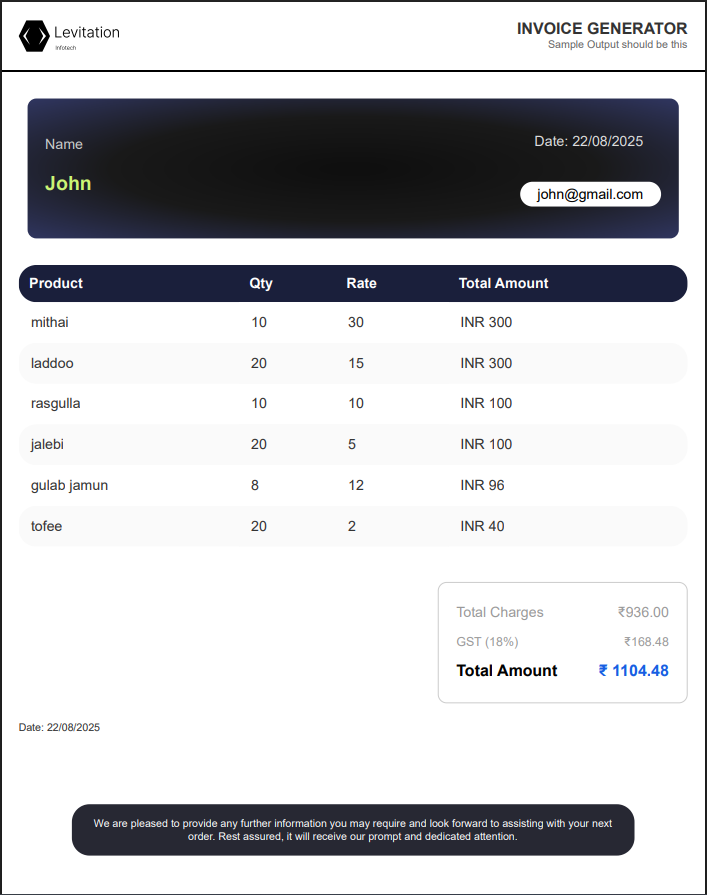 Levitation
Infotech
INVOICE GENERATOR
Sample Output should be this
Name
Date: 22/08/2025
John
john@gmail.com
Product Qty Rate Total Amount
mithai 10 30 INR 300
laddoo 20 15 INR 300
rasgulla 10 10 INR 100
jalebi 20 5 INR 100
gulab jamun 8 12 INR 96
tofee 20 2 INR 40
Total Charges ₹936.00
GST (18%) ₹168.48
Total Amount ₹ 1104.48
Date: 22/08/2025
We are pleased to provide any further information you may require and look forward to assisting with your next
order. Rest assured, it will receive our prompt and dedicated attention.